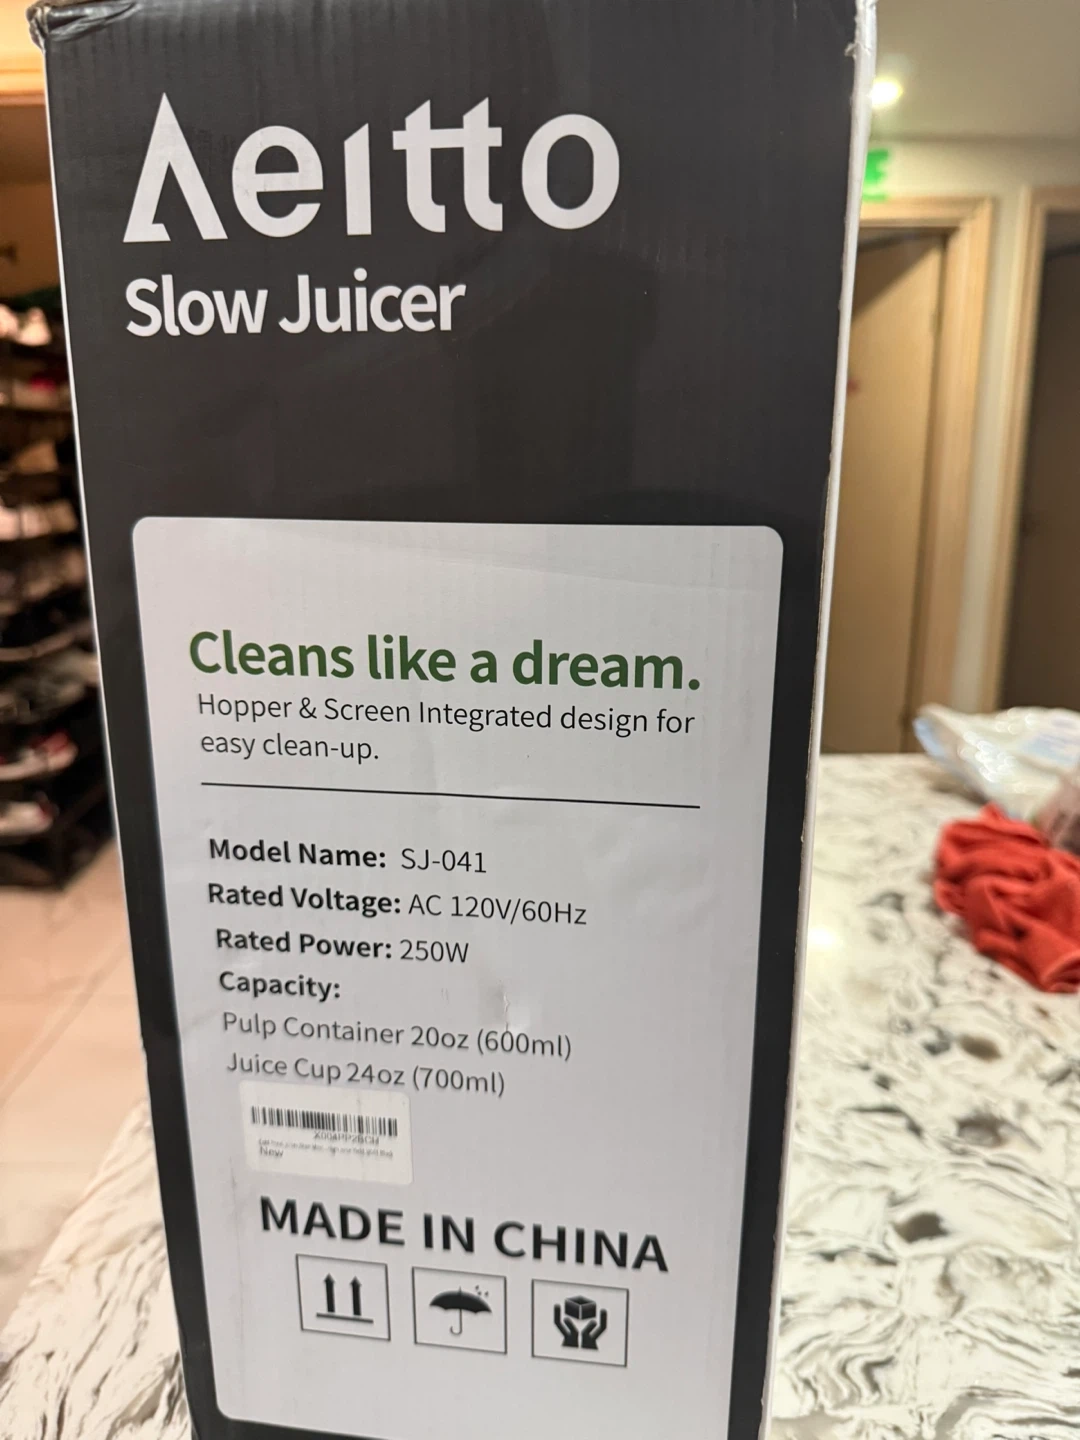 Aeitto
Slow Juicer
Cleans like a dream.
Hopper & Screen Integrated design for
easy clean-up.
Model Name: SJ-041
Rated Voltage: AC 120V/60Hz
Rated Power: 250W
Capacity:
Pulp Container 20oz (600ml)
Juice Cup 24oz (700ml)
New
MADE IN CHINA